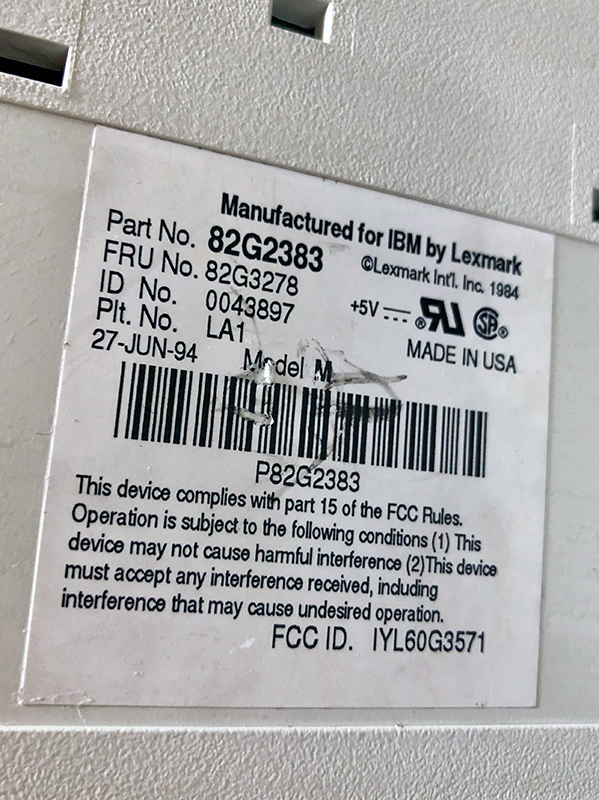 Manufactured for IBM by Lexmark
Part No. 82G2383
©Lexmark Int'l. Inc. 1984
FRU No. 82G3278
ID No. 0043897
+5V
Plt. No. LA1
MADE IN USA
27-JUN-94 Model M
P82G2383
This device complies with part 15 of the FCC Rules.
Operation is subject to the following conditions (1) This
device may not cause harmful interference (2)This device
must accept any interference received, including
interference that may cause undesired operation.
FCC ID. IYL60G3571